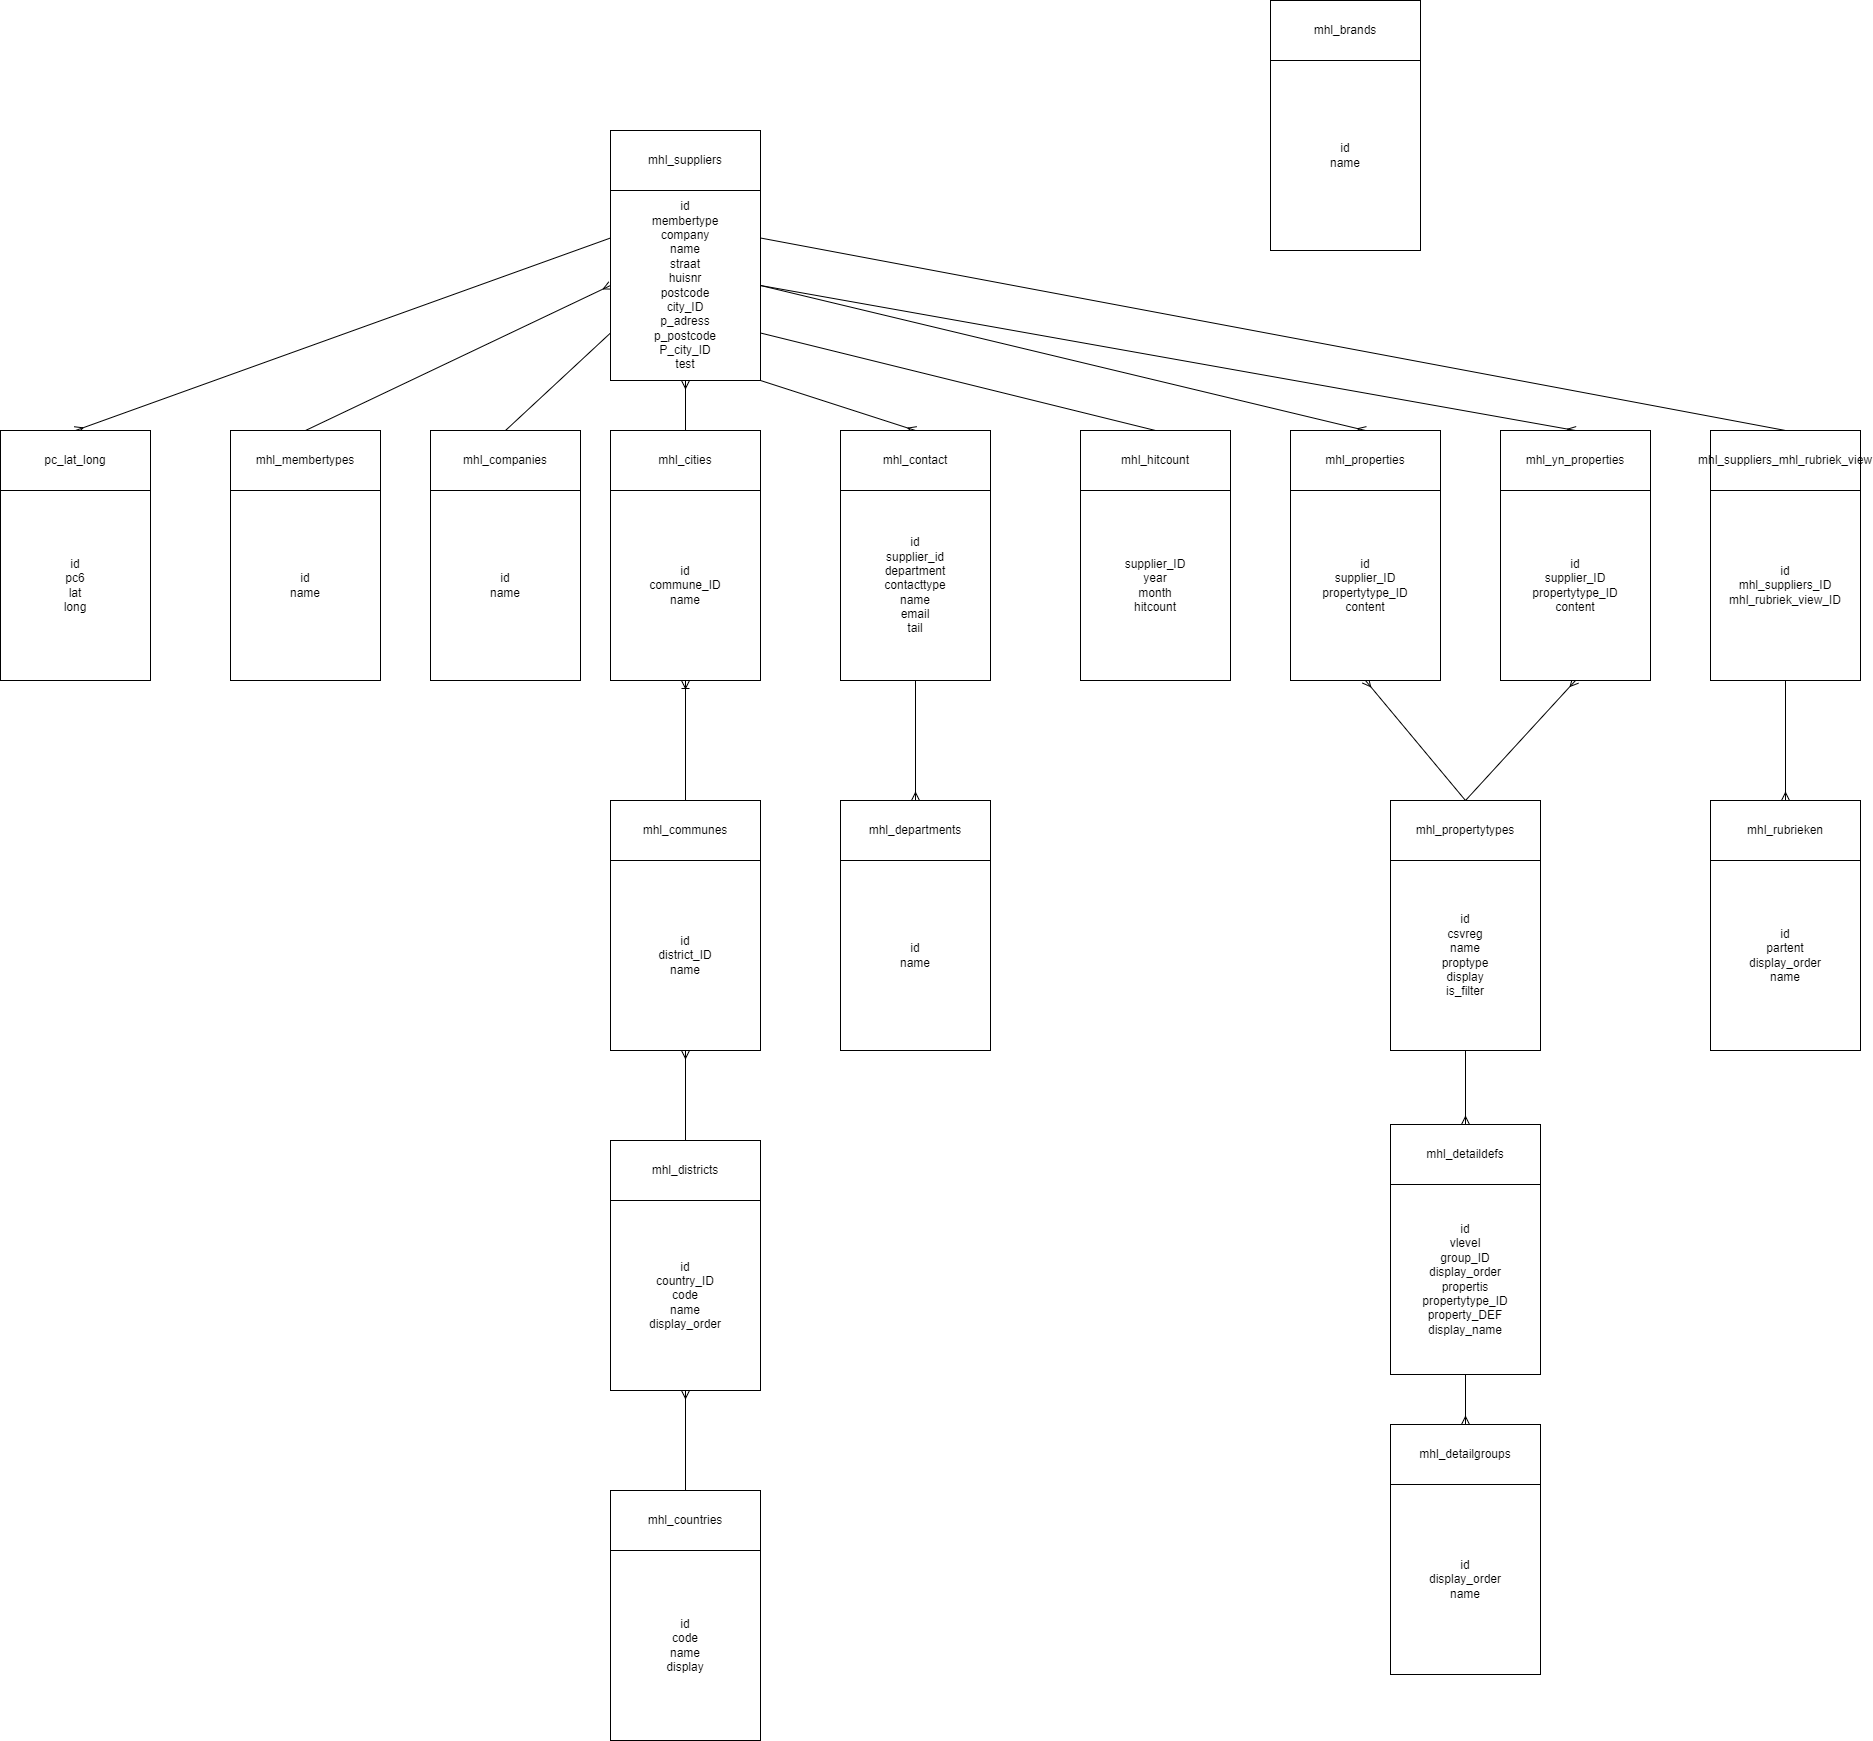 mhl_brands
id
name
mhl_suppliers
id
membertype
company
name
straat
huisnr
postcode
city_ID
p_adress
p_postcode
P_city_ID
test
pc_lat_long
id
pc6
lat
long
mhl_membertypes
id
name
mhl_companies
id
name
mhl_cities
id
commune_ID
name
mhl_contact
id
supplier_id
department
contacttype
name
email
tail
mhl_hitcount
supplier_ID
year
month
hitcount
mhl_properties
id
supplier_ID
propertytype_ID
content
mhl_yn_properties
id
supplier_ID
propertytype_ID
content
mhl_suppliers_mhl_rubriek_view
id
mhl_suppliers_ID
mhl_rubriek_view_ID
mhl_communes
id
district_ID
name
mhl_departments
id
name
mhl_propertytypes
id
csvreg
name
proptype
display
is_filter
mhl_rubrieken
id
partent
display_order
name
mhl_districts
id
country_ID
code
name
display_order
mhl_detaildefs
id
vlevel
group_ID
display_order
propertis
propertytype_ID
property_DEF
display_name
mhl_detailgroups
id
display_order
name
mhl_countries
id
code
name
display